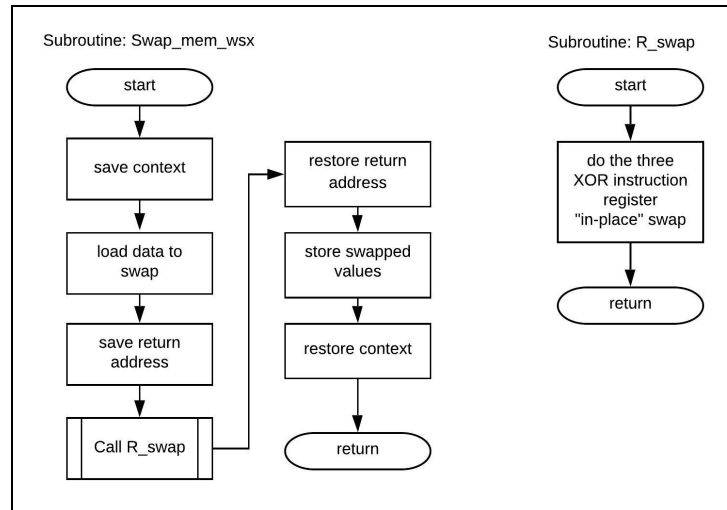 Subroutine: Swap_mem_wsx
start
save context
load data to
swap
save return
address
Call R_swap
restore return
address
store swapped
values
restore context
return
Subroutine: R_swap
start
do the three
XOR instruction
register
"in-place" swap
return